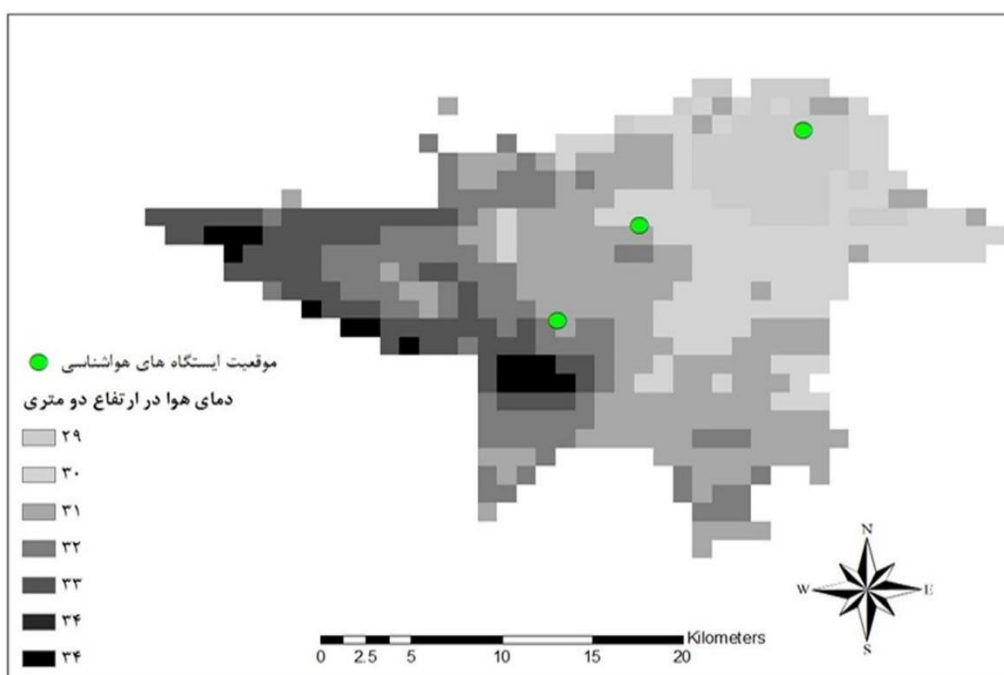 موقعیت ایستگاه های هواشناسی
دمای هوا در ارتفاع دو متری
۲۹
۳۰
۳۱
۳۲
۳۳
۳۴
۳۴
N
W E
S
Kilometers
0 2.5 5 10 15 20